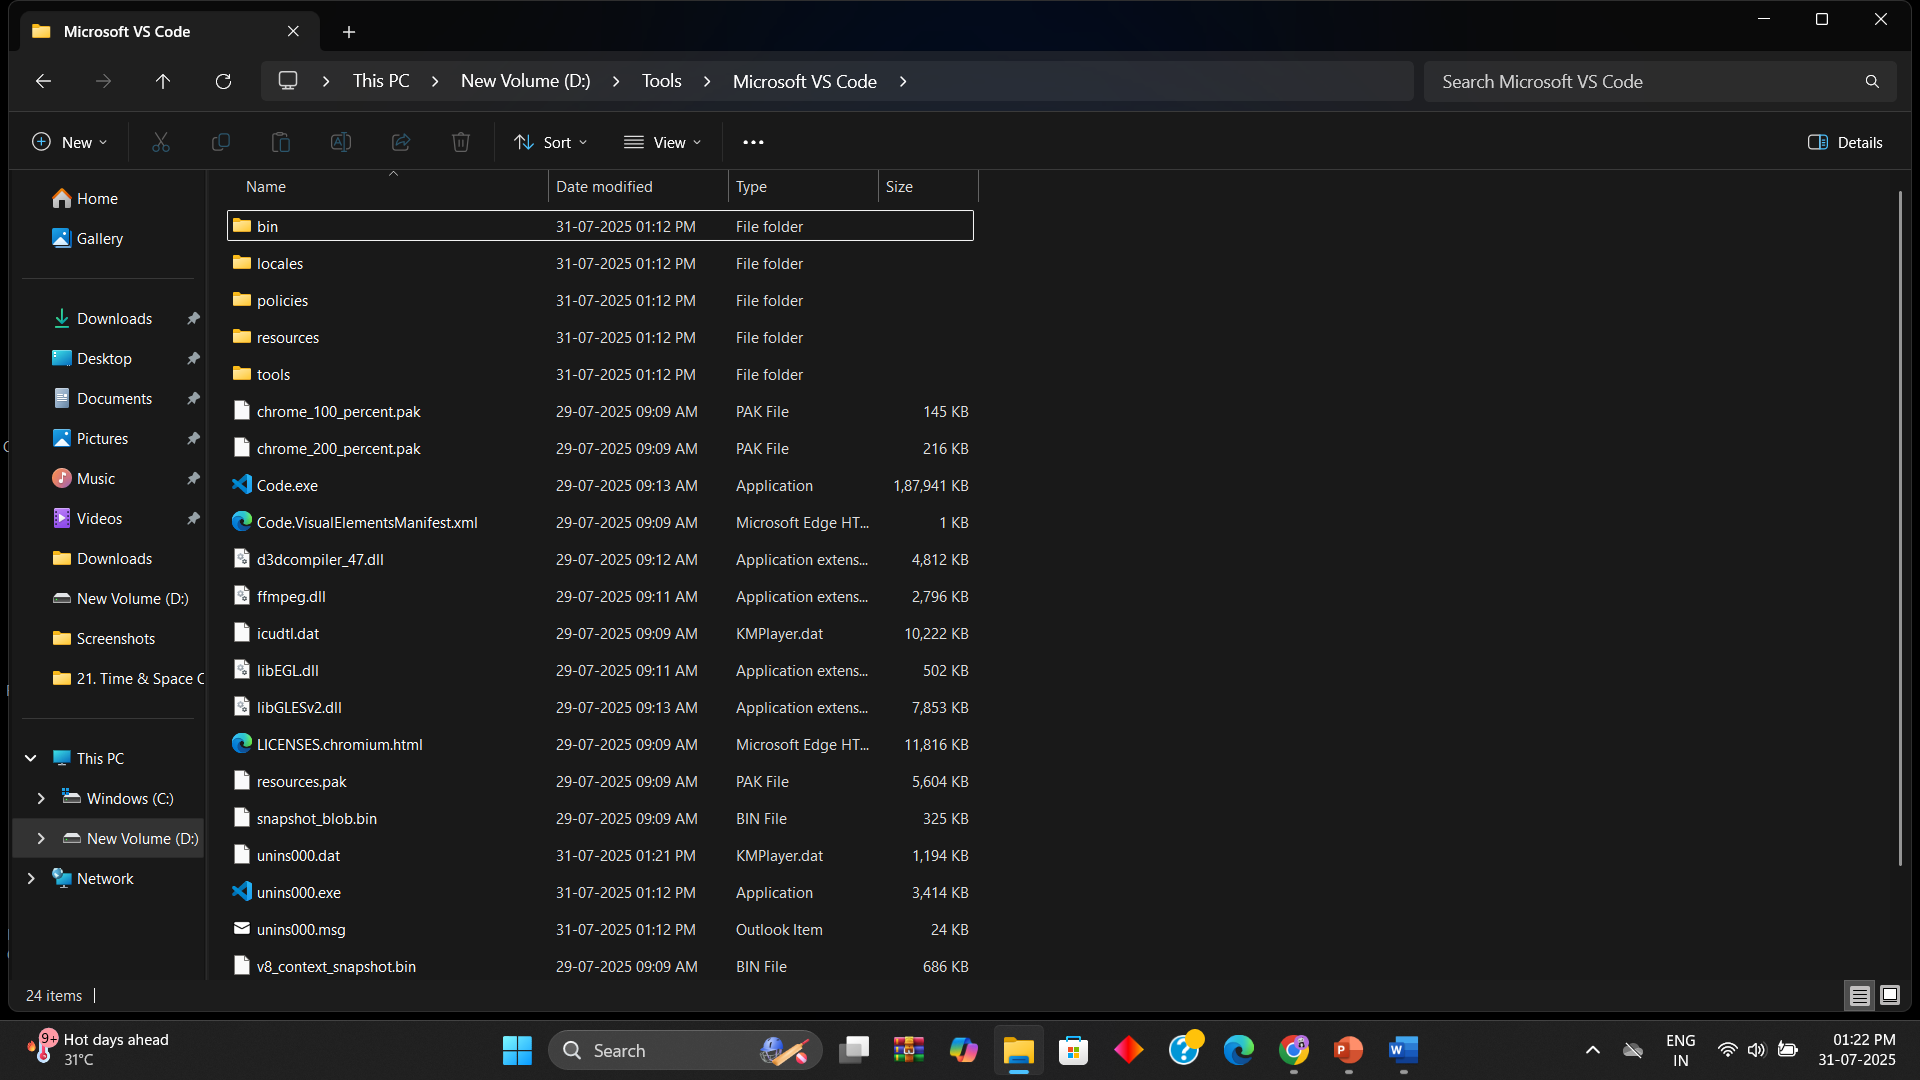 Microsoft VS Code
This PC
New Volume (D:)
Tools
Microsoft VS Code
Search Microsoft VS Code
New
Sort
View
Details
Name Date modified Type Size
Home
Gallery
Downloads
Desktop
Documents
Pictures
Music
Videos
Downloads
New Volume (D:)
Screenshots
21. Time & Space C
This PC
Windows (C:)
New Volume (D:)
Network
bin 31-07-2025 01:12 PM File folder
locales 31-07-2025 01:12 PM File folder
policies 31-07-2025 01:12 PM File folder
resources 31-07-2025 01:12 PM File folder
tools 31-07-2025 01:12 PM File folder
chrome_100_percent.pak 29-07-2025 09:09 AM PAK File 145 KB
chrome_200_percent.pak 29-07-2025 09:09 AM PAK File 216 KB
Code.exe 29-07-2025 09:13 AM Application 1,87,941 KB
Code.VisualElementsManifest.xml 29-07-2025 09:09 AM Microsoft Edge HT... 1 KB
d3dcompiler_47.dll 29-07-2025 09:12 AM Application extens... 4,812 KB
ffmpeg.dll 29-07-2025 09:11 AM Application extens... 2,796 KB
icudtl.dat 29-07-2025 09:09 AM KMPlayer.dat 10,222 KB
libEGL.dll 29-07-2025 09:11 AM Application extens... 502 KB
libGLESv2.dll 29-07-2025 09:13 AM Application extens... 7,853 KB
LICENSES.chromium.html 29-07-2025 09:09 AM Microsoft Edge HT... 11,816 KB
resources.pak 29-07-2025 09:09 AM PAK File 5,604 KB
snapshot_blob.bin 29-07-2025 09:09 AM BIN File 325 KB
unins000.dat 31-07-2025 01:21 PM KMPlayer.dat 1,194 KB
unins000.exe 31-07-2025 01:12 PM Application 3,414 KB
unins000.msg 31-07-2025 01:12 PM Outlook Item 24 KB
v8_context_snapshot.bin 29-07-2025 09:09 AM BIN File 686 KB
24 items
9+
Hot days ahead
31°C
Search
ENG
IN
01:22 PM
31-07-2025